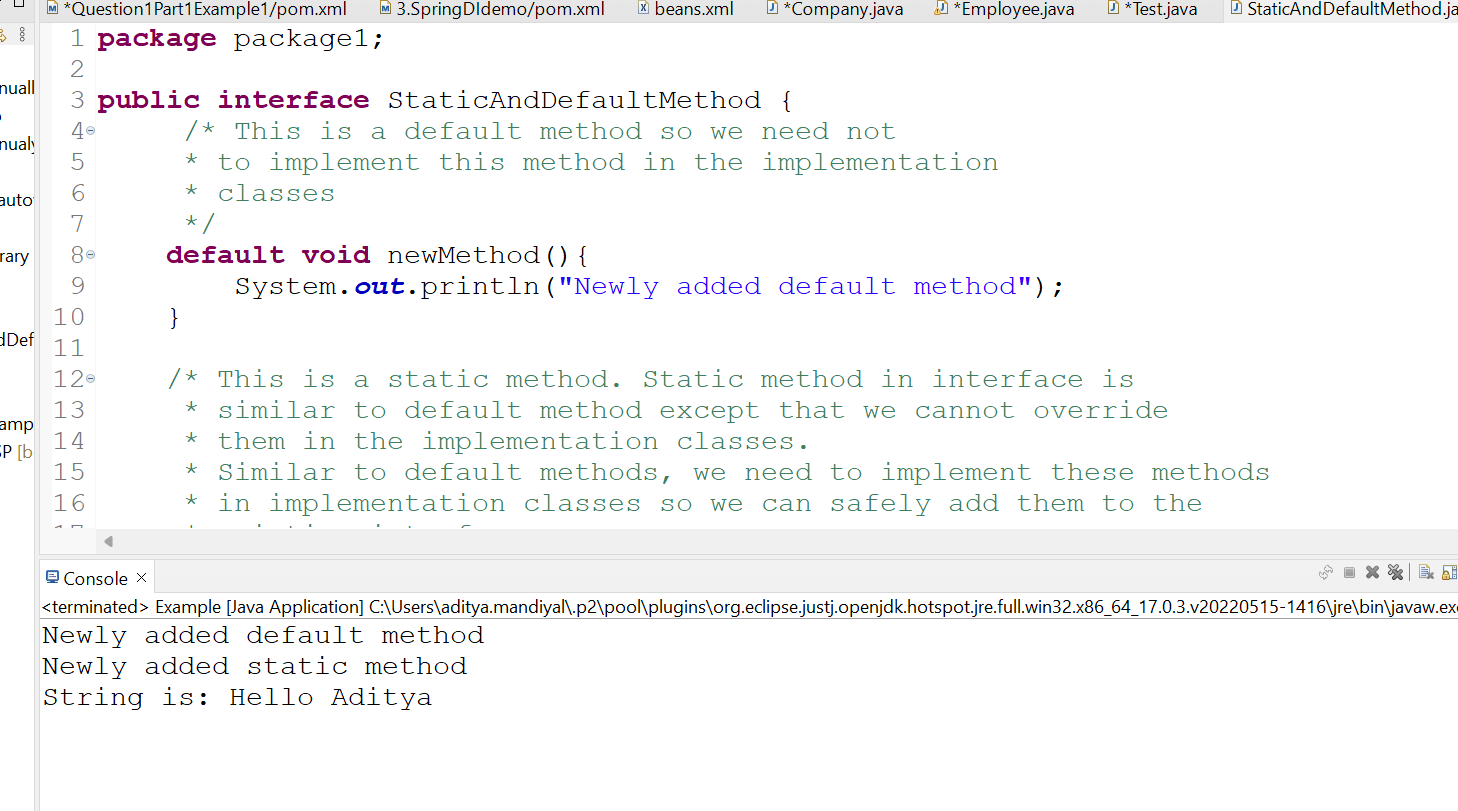 *Question1Part1Example1/pom.xml 3.SpringDIdemo/pom.xml beans.xml *Company.java *Employee.java *Test.java StaticAndDefaultMethod.ja
1 package package1;
2
3 public interface StaticAndDefaultMethod {
4 /* This is a default method so we need not
5 * to implement this method in the implementation
6 * classes
7 */
8 default void newMethod(){
9 System.out.println("Newly added default method");
10 }
11
12 /* This is a static method. Static method in interface is
13 * similar to default method except that we cannot override
14 * them in the implementation classes.
15 * Similar to default methods, we need to implement these methods
16 * in implementation classes so we can safely add them to the
Console
<terminated> Example [Java Application] C:\Users\aditya.mandiyal\.p2\pool\plugins\org.eclipse.justj.openjdk.hotspot.jre.full.win32.x86_64_17.0.3.v20220515-1416\jre\bin\javaw.ex
Newly added default method
Newly added static method
String is: Hello Aditya